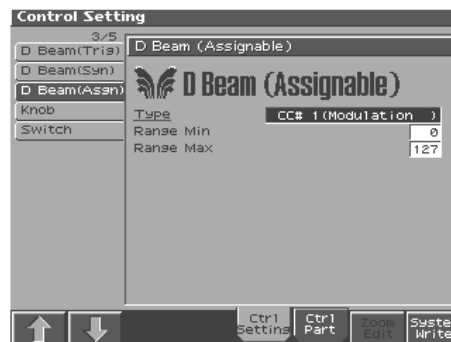 Control Setting
3/5
D Beam(Trig)
D Beam(Syn)
D Beam(Assgn)
Knob
Switch
D Beam (Assignable)
D Beam (Assignable)
Type CC# 1(Modulation )
Range Min 0
Range Max 127
Ctrl Setting
Ctrl Part
Zoom Edit
Syste Write